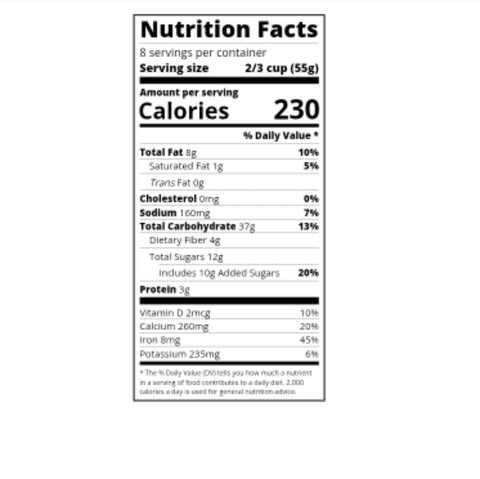 Nutrition Facts
8 servings per container
Serving size 2/3 cup (55g)
Amount per serving
Calories 230
% Daily Value *
Total Fat 8g 10%
Saturated Fat 1g 5%
Trans Fat 0g
Cholesterol 0mg 0%
Sodium 160mg 7%
Total Carbohydrate 37g 13%
Dietary Fiber 4g
Total Sugars 12g
Includes 10g Added Sugars 20%
Protein 3g
Vitamin D 2mcg 10%
Calcium 260mg 20%
Iron 8mg 45%
Potassium 235mg 6%
* The % Daily Value (DV) tells you how much a nutrient
in a serving of food contributes to a daily diet. 2,000
calories a day is used for general nutrition advice.